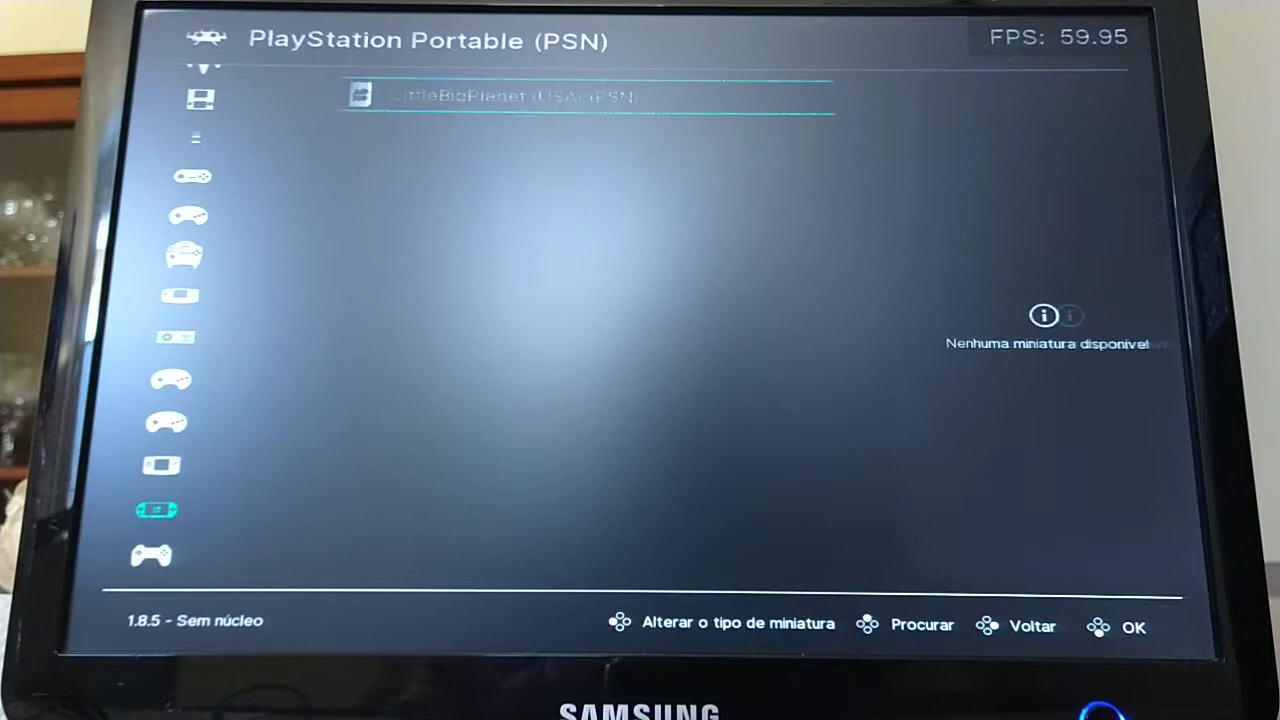 PlayStation Portable (PSN)
FPS: 59.95
LittleBigPlanet (USA) (PSN)
Nenhuma miniatura disponível
1.8.5 - Sem núcleo
Alterar o tipo de miniatura
Procurar
Voltar
OK
SAMSUNG